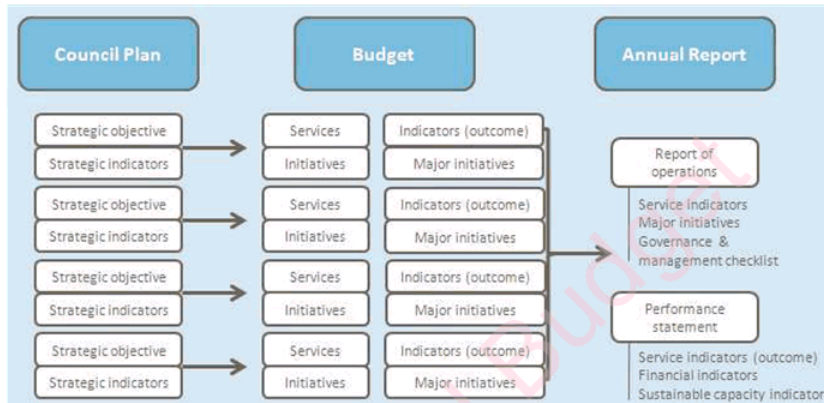 Council Plan
Budget
Annual Report
Strategic objective
Strategic indicators
Services
Initiatives
Indicators (outcome)
Major initiatives
Strategic objective
Strategic indicators
Services
Initiatives
Indicators (outcome)
Major initiatives
Strategic objective
Strategic indicators
Services
Initiatives
Indicators (outcome)
Major initiatives
Strategic objective
Strategic indicators
Services
Initiatives
Indicators (outcome)
Major initiatives
Report of
operations
Service indicators
Major initiatives
Governance &
management checklist
Performance
statement
Service indicators (outcome)
Financial indicators
Sustainable capacity indicator
Budget